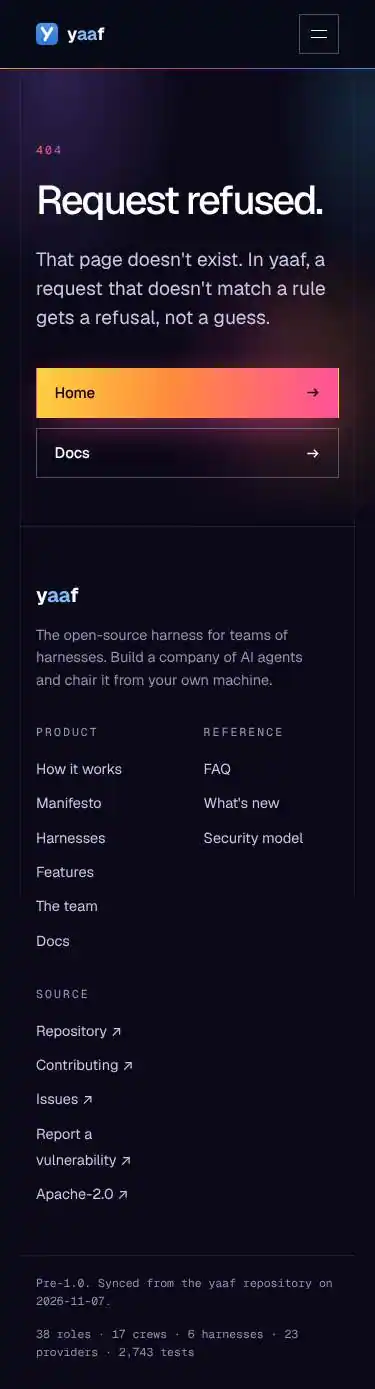 yaaf
404
Request refused.
That page doesn't exist. In yaaf, a
request that doesn't match a rule
gets a refusal, not a guess.
Home →
Docs →
yaaf
The open-source harness for teams of
harnesses. Build a company of AI agents
and chair it from your own machine.
PRODUCT
How it works
Manifesto
Harnesses
Features
The team
Docs
REFERENCE
FAQ
What's new
Security model
SOURCE
Repository ↗
Contributing ↗
Issues ↗
Report a
vulnerability ↗
Apache-2.0 ↗
Pre-1.0. Synced from the yaaf repository on
2026-11-07.
38 roles · 17 crews · 6 harnesses · 23
providers · 2,743 tests